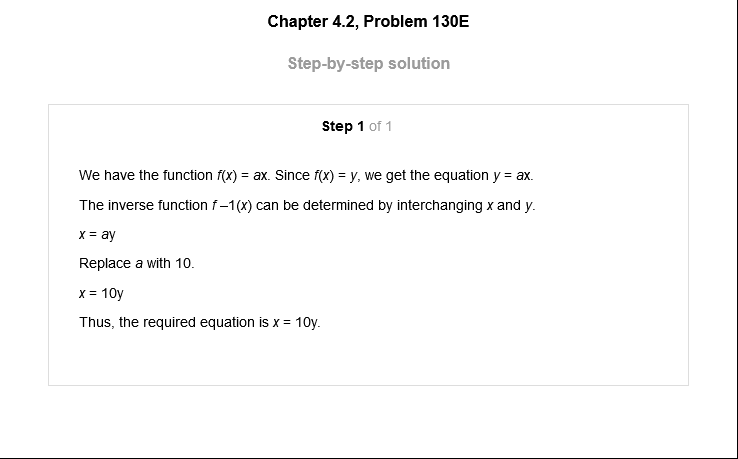 Chapter 4.2, Problem 130E
Step-by-step solution
Step 1 of 1
We have the function f(x) = ax. Since f(x) = y, we get the equation y = ax.
The inverse function f –1(x) can be determined by interchanging x and y.
x = ay
Replace a with 10.
x = 10y
Thus, the required equation is x = 10y.